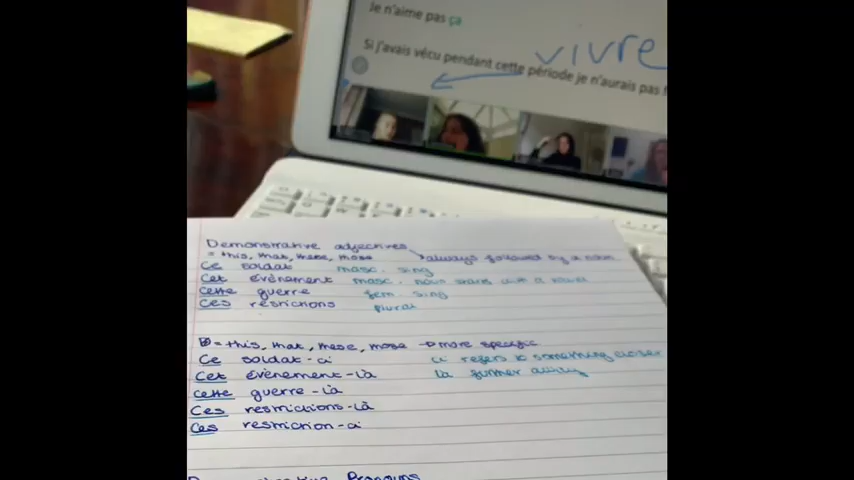 Je n'aime pas ça
vivre
Si j'avais vécu pendant cette période je n'aurais pas !
Demonstrative adjectives → always followed by a noun
= this, that, these, those
Ce soldat masc. sing
Cet évènement masc. noun starts with a vowel
Cette guerre fem. sing
Ces restrictions plural
= this, that, these, those → more specific
Ce soldat-ci ci refers to something closer
Cet évènement-là là further away
Cette guerre-là
Ces restrictions-là
Ces restriction-ci
Demonstrative Pronouns